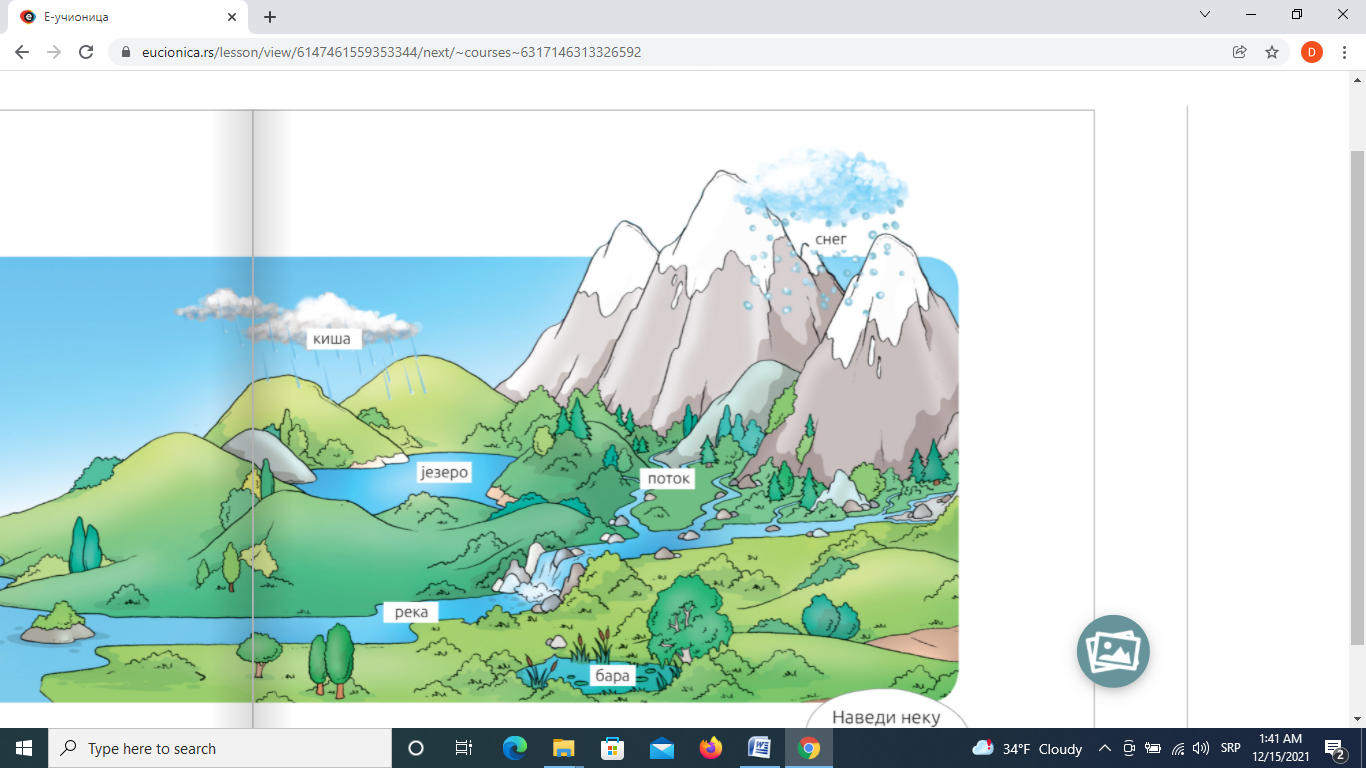 Е-учионица
eucionica.rs/lesson/view/6147461559353344/next/~courses~6317146313326592
D
снег
киша
језеро
поток
река
бара
Наведи неку
Type here to search
34°F Cloudy
SRP
1:41 AM
12/15/2021
2